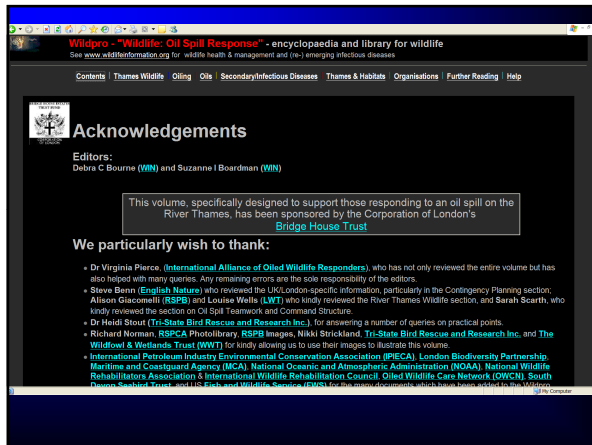 Wildpro - "Wildlife: Oil Spill Response" - encyclopaedia and library for wildlife
See www.wildlifeinformation.org for wildlife health & management and (re-) emerging infectious diseases
Contents | Thames Wildlife | Oiling | Oils | Secondary/Infectious Diseases | Thames & Habitats | Organisations | Further Reading | Help
BRIDGE HOUSE ESTATES
TRUST FUND
CORPORATION
OF LONDON
Acknowledgements
Editors:
Debra C Bourne (WIN) and Suzanne I Boardman (WIN)
This volume, specifically designed to support those responding to an oil spill on the
River Thames, has been sponsored by the Corporation of London's
Bridge House Trust
We particularly wish to thank:
• Dr Virginia Pierce, (International Alliance of Oiled Wildlife Responders), who has not only reviewed the entire volume but has
also helped with many queries. Any remaining errors are the sole responsibility of the editors.
• Steve Benn (English Nature) who reviewed the UK/London-specific information, particularly in the Contingency Planning section;
Alison Giacomelli (RSPB) and Louise Wells (LWT) who kindly reviewed the River Thames Wildlife section, and Sarah Scarth, who
kindly reviewed the section on Oil Spill Teamwork and Command Structure.
• Dr Heidi Stout (Tri-State Bird Rescue and Research Inc.), for answering a number of queries on practical points.
• Richard Norman, RSPCA Photolibrary, RSPB Images, Nikki Strickland, Tri-State Bird Rescue and Research Inc, and The
Wildfowl & Wetlands Trust (WWT) for kindly allowing us to use their images to illustrate this volume.
• International Petroleum Industry Environmental Conservation Association (IPIECA), London Biodiversity Partnership,
Maritime and Coastguard Agency (MCA), National Oceanic and Atmospheric Administration (NOAA), National Wildlife
Rehabilitators Association & International Wildlife Rehabilitation Council, Oiled Wildlife Care Network (OWCN), South
Devon Seabird Trust, and US Fish and Wildlife Service (FWS) for the many documents which have been added to the Wildpro
My Computer